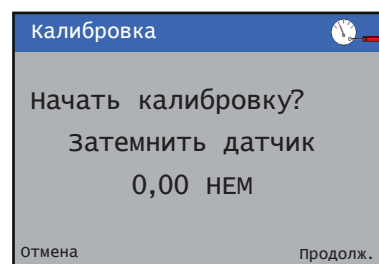 Калибровка
Начать калибровку?
Затемнить датчик
0,00 НЕМ
Отмена
Продолж.